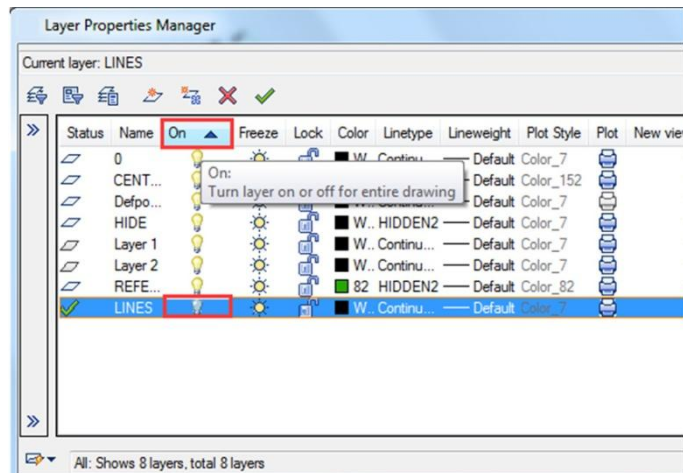 Layer Properties Manager
Current layer: LINES
Status Name On Freeze Lock Color Linetype Lineweight Plot Style Plot New vie
0 W... Continu... Default Color_7
CENT... Default Color_152
Defpo... Default Color_7
HIDE W... HIDDEN2 Default Color_7
Layer 1 W... Continu... Default Color_7
Layer 2 W... Continu... Default Color_7
REFE... 82 HIDDEN2 Default Color_82
LINES W... Continu... Default Color_7
On:
Turn layer on or off for entire drawing
All: Shows 8 layers, total 8 layers